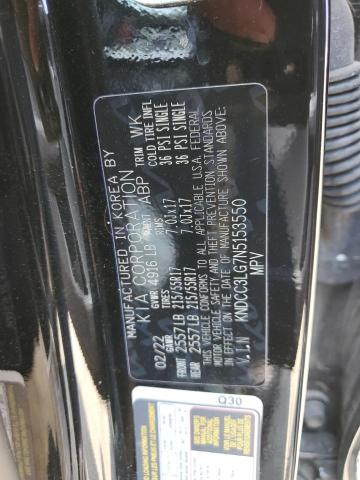 MANUFACTURED IN KOREA BY
KIA CORPORATION
02/22 GVWR 4916 LB PAINT ABP TRIM WK
COLD TIRE INFL
FRONT 2557LB 215/55R17 7.0Jx17 36 PSI SINGLE
REAR 2557LB 215/55R17 7.0Jx17 36 PSI SINGLE
THIS VEHICLE CONFORMS TO ALL APPLICABLE U.S.A. FEDERAL
MOTOR VEHICLE SAFETY AND THEFT PREVENTION STANDARDS
IN EFFECT ON THE DATE OF MANUFACTURE SHOWN ABOVE.
V.I.N KNDCC3LG7N5153550
MPV
Q30
LOADING INFORMATION